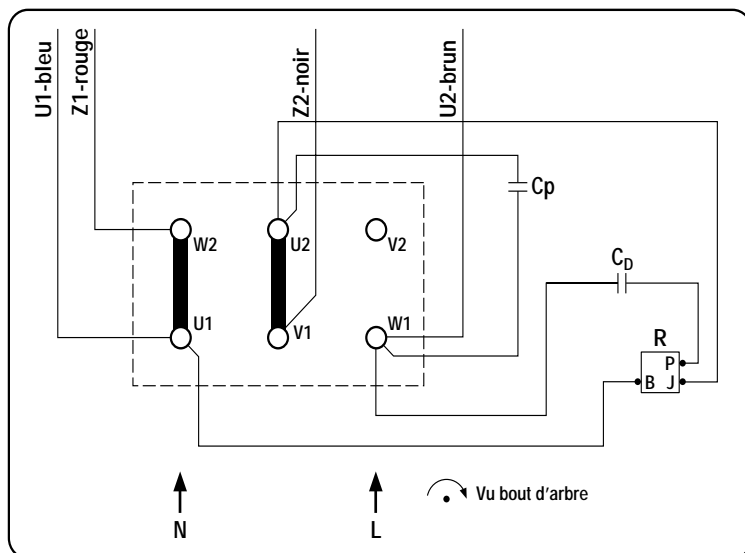 U1-bleu
Z1-rouge
Z2-noir
U2-brun
Cp
W2
U2
V2
CD
U1
V1
W1
R
P
B J
N
L
Vu bout d'arbre